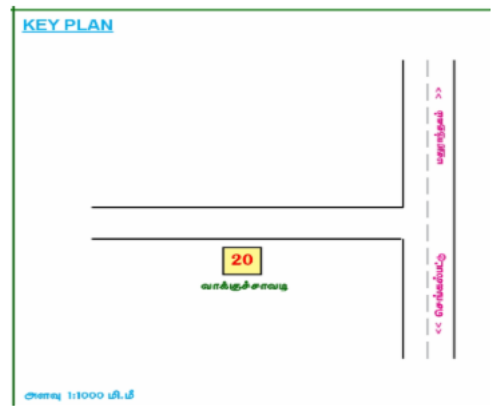 KEY PLAN
மதுராந்தகம் >>
20
வாக்குச்சாவடி
<< செங்கல்பட்டு
அளவு 1:1000 மி.மீ